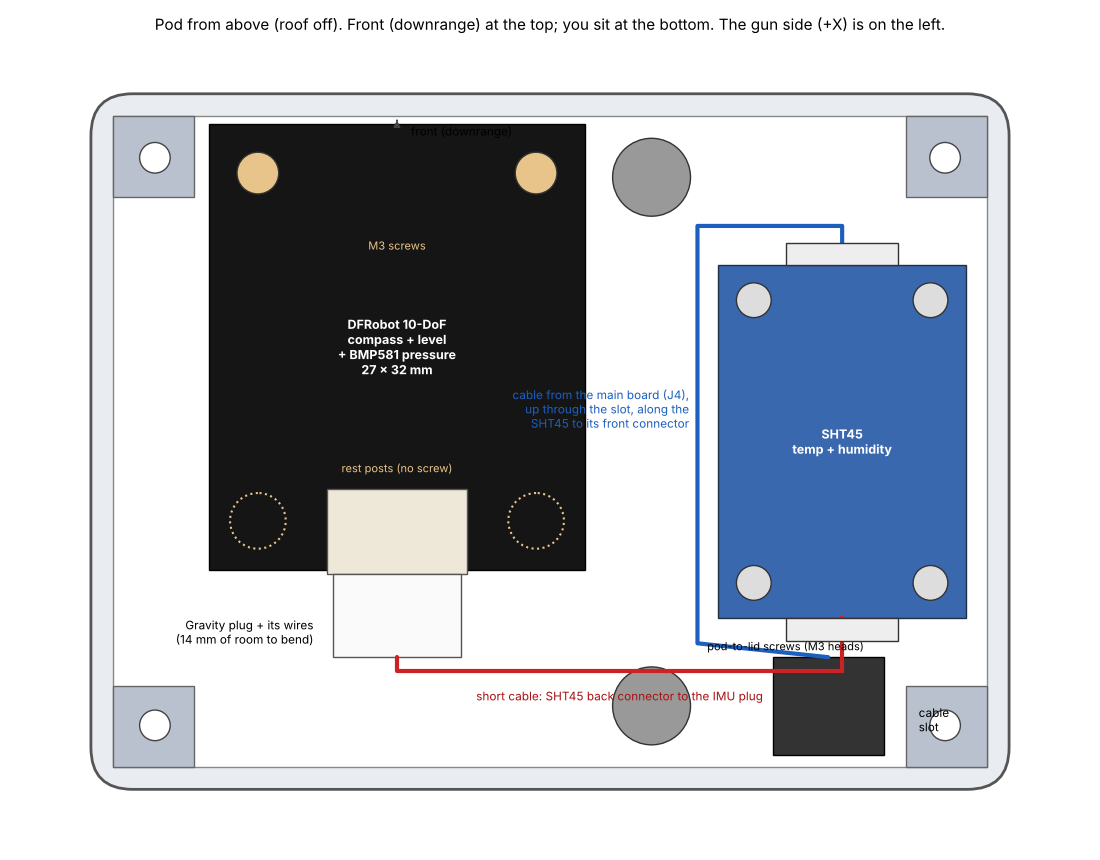 Pod from above (roof off). Front (downrange) at the top; you sit at the bottom. The gun side (+X) is on the left.
front (downrange)
M3 screws
DFRobot 10-DoF
compass + level
+ BMP581 pressure
27 × 32 mm
cable from the main board (J4),
up through the slot, along the
SHT45 to its front connector
SHT45
temp + humidity
rest posts (no screw)
Gravity plug + its wires
(14 mm of room to bend)
pod-to-lid screws (M3 heads)
short cable: SHT45 back connector to the IMU plug
cable
slot